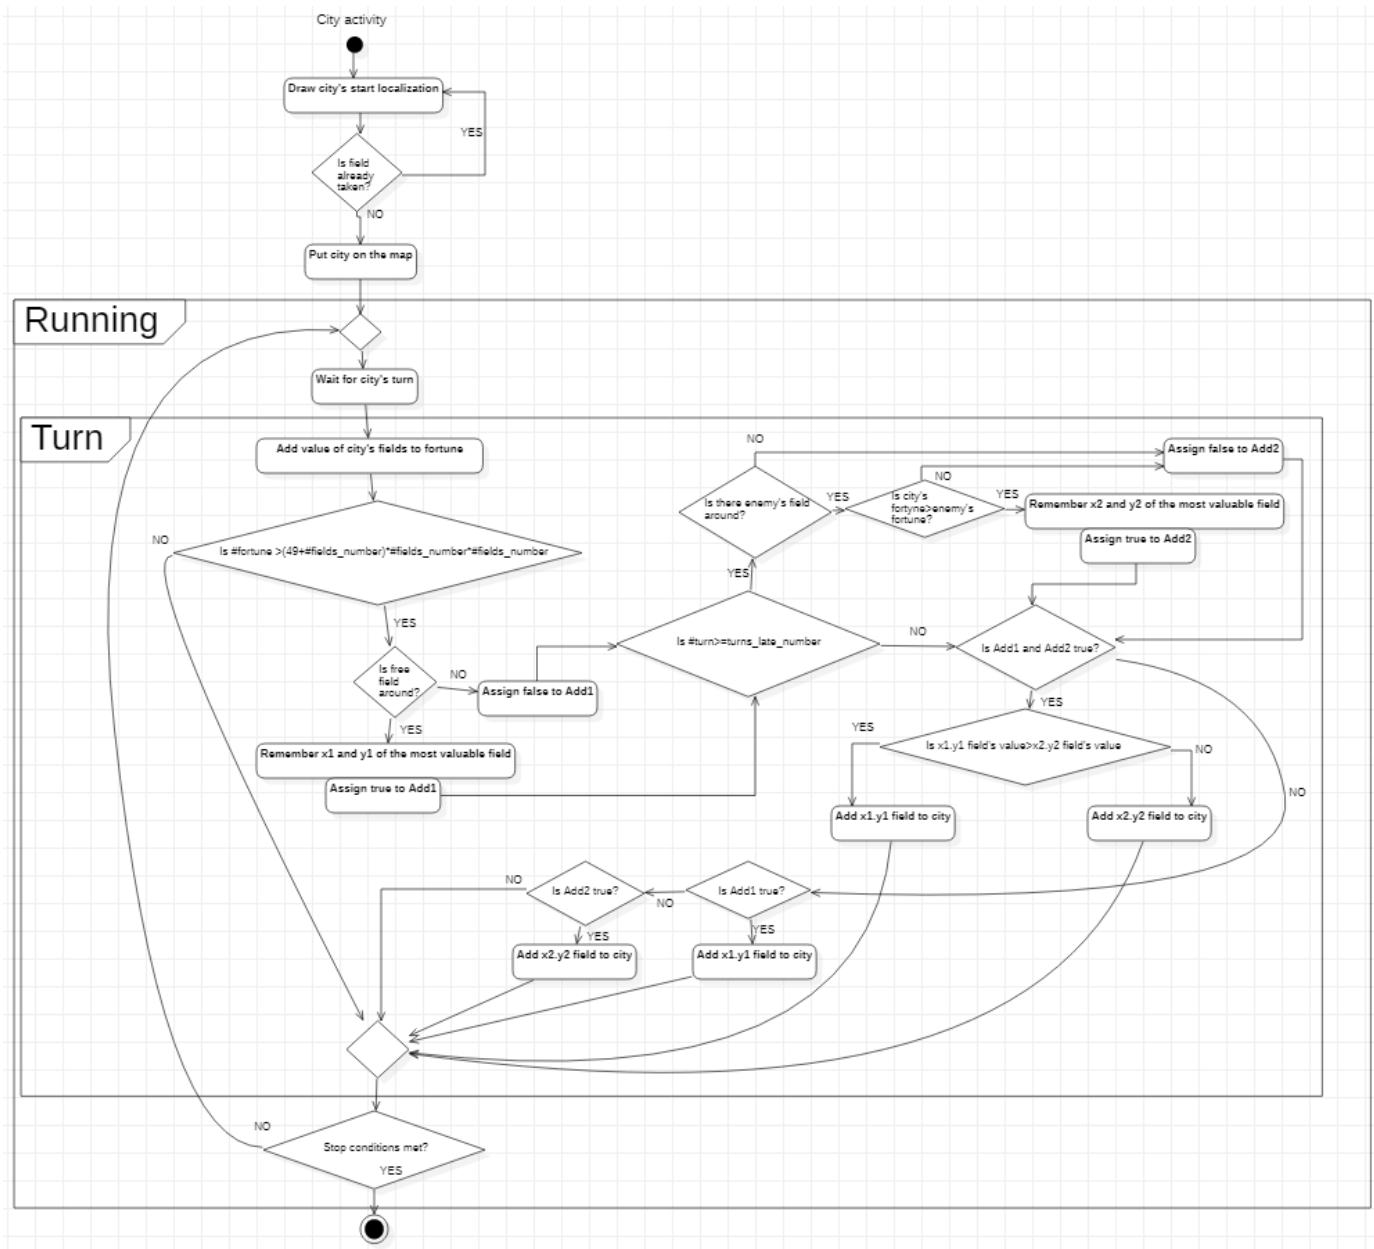 City activity
Draw city's start localization
YES
Is field
already
taken?
NO
Put city on the map
Running
Wait for city's turn
Turn
Add value of city's fields to fortune
NO
Is #fortune >(49+#fields_number)*#fields_number*#fields_number
YES
Is free
field
around?
NO
Assign false to Add1
YES
Remember x1 and y1 of the most valuable field
Assign true to Add1
NO
Is there enemy's field
around?
YES
Is city's
fortyne>enemy's
fortune?
NO
YES
Assign false to Add2
Remember x2 and y2 of the most valuable field
Assign true to Add2
YES
Is #turn>=turns_late_number
NO
Is Add1 and Add2 true?
YES
YES
Is x1.y1 field's value>x2.y2 field's value
NO
NO
Add x1.y1 field to city
Add x2.y2 field to city
NO
Is Add2 true?
NO
Is Add1 true?
YES
YES
Add x2.y2 field to city
Add x1.y1 field to city
NO
Stop conditions met?
YES